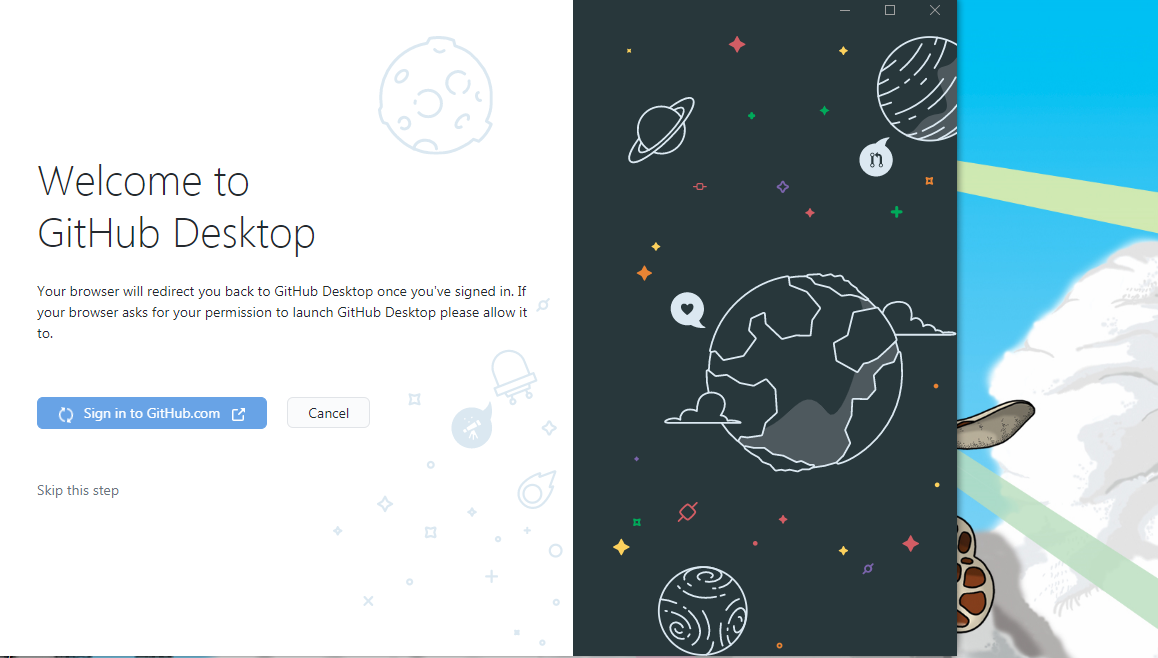 Welcome to
GitHub Desktop
Your browser will redirect you back to GitHub Desktop once you've signed in. If
your browser asks for your permission to launch GitHub Desktop please allow it
to.
Sign in to GitHub.com
Cancel
Skip this step